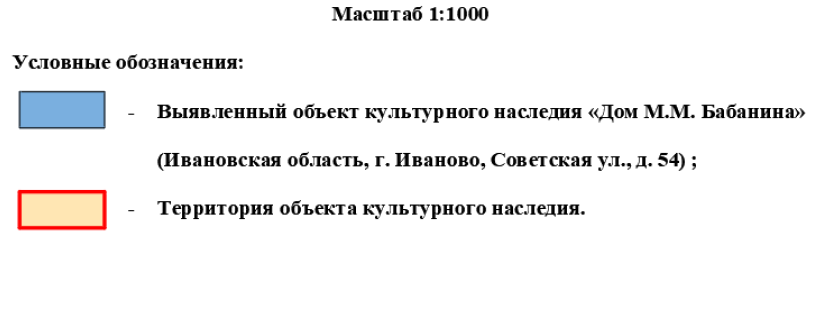 Масштаб 1:1000
Условные обозначения:
- Выявленный объект культурного наследия «Дом М.М. Бабанина»
(Ивановская область, г. Иваново, Советская ул., д. 54) ;
- Территория объекта культурного наследия.